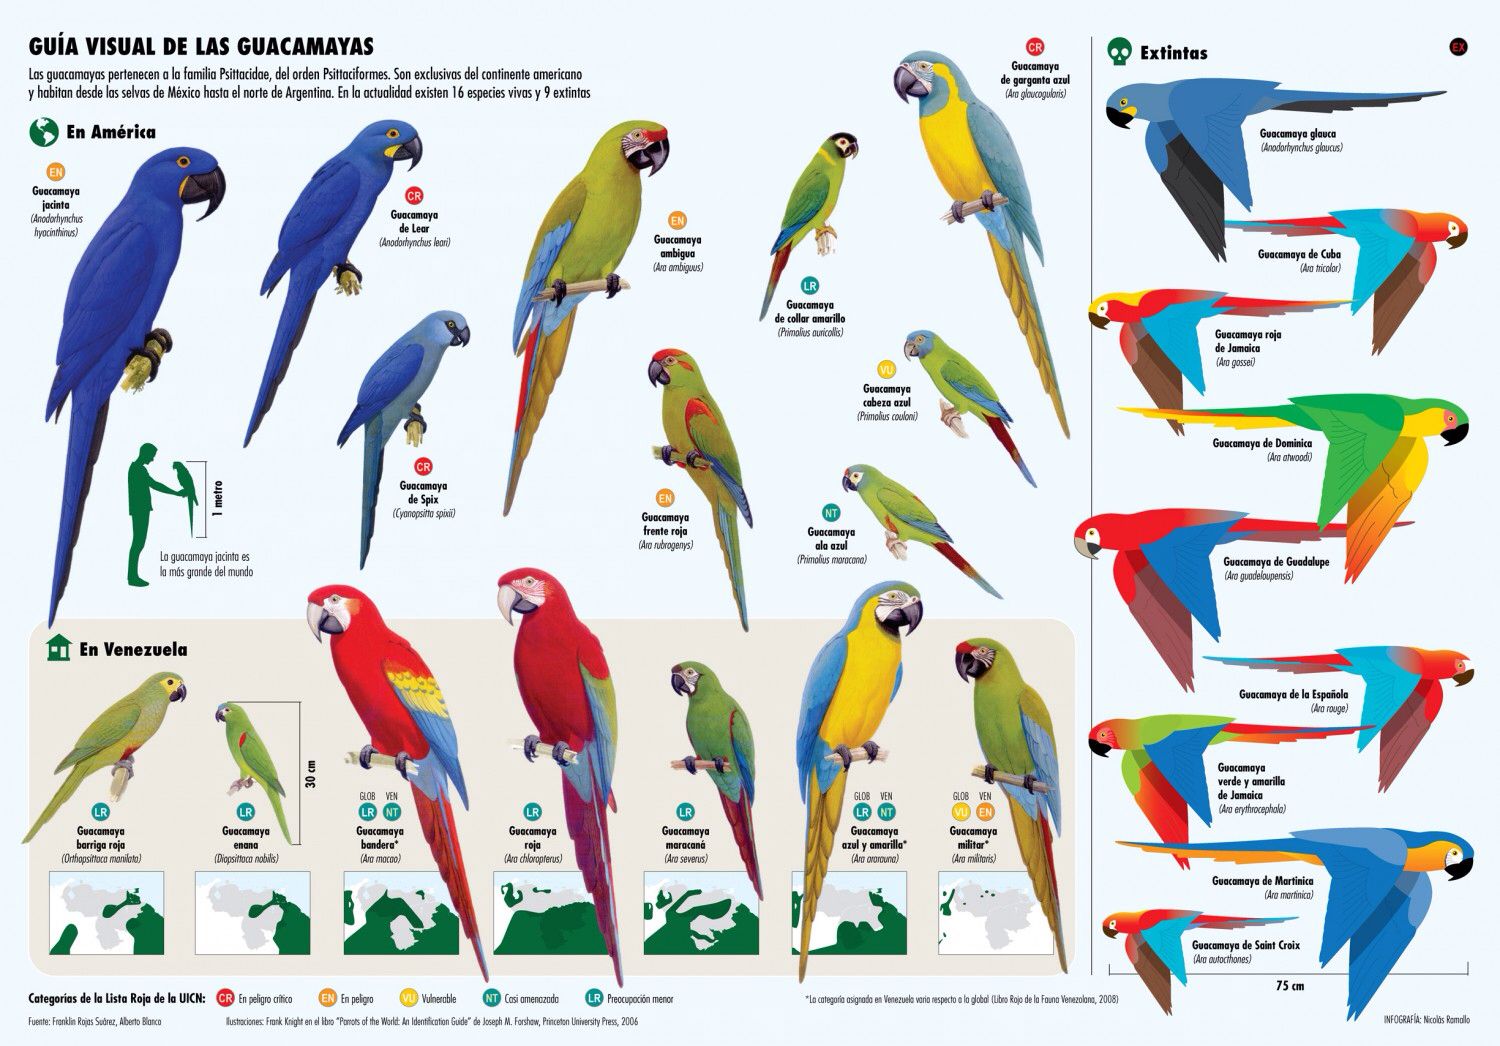 GUÍA VISUAL DE LAS GUACAMAYAS
Las guacamayas pertenecen a la familia Psittacidae, del orden Psittaciformes. Son exclusivas del continente americano
y habitan desde las selvas de México hasta el norte de Argentina. En la actualidad existen 16 especies vivas y 9 extintas
En América
EN
Guacamaya
jacinta
(Anodorhynchus
hyacinthinus)
CR
Guacamaya
de Lear
(Anodorhynchus leari)
EN
Guacamaya
ambigua
(Ara ambiguus)
LR
Guacamaya
de collar amarillo
(Primolius auricollis)
CR
Guacamaya
de garganta azul
(Ara glaucogularis)
CR
Guacamaya
de Spix
(Cyanopsitta spixii)
EN
Guacamaya
frente roja
(Ara rubrogenys)
VU
Guacamaya
cabeza azul
(Primolius couloni)
NT
Guacamaya
ala azul
(Primolius maracana)
1 metro
La guacamaya jacinta es
la más grande del mundo
En Venezuela
LR
Guacamaya
barriga roja
(Orthopsittaca manilata)
30 cm
LR
Guacamaya
enana
(Diopsittaca nobilis)
GLOB VEN
LR NT
Guacamaya
bandera*
(Ara macao)
LR
Guacamaya
roja
(Ara chloropterus)
LR
Guacamaya
maracaná
(Ara severus)
GLOB VEN
LR NT
Guacamaya
azul y amarilla*
(Ara ararauna)
GLOB VEN
VU EN
Guacamaya
militar*
(Ara militaris)
Extintas
EX
Guacamaya glauca
(Anodorhynchus glaucus)
Guacamaya de Cuba
(Ara tricolor)
Guacamaya roja
de Jamaica
(Ara gossei)
Guacamaya de Dominica
(Ara atwoodi)
Guacamaya de Guadalupe
(Ara guadeloupensis)
Guacamaya de la Española
(Ara rouge)
Guacamaya
verde y amarilla
de Jamaica
(Ara erythrocephala)
Guacamaya de Martinica
(Ara martinica)
Guacamaya de Saint Croix
(Ara autocthones)
75 cm
Categorías de la Lista Roja de la UICN: CR En peligro crítico EN En peligro VU Vulnerable NT Casi amenazada LR Preocupación menor
*La categoría asignada en Venezuela varia respecto a la global (Libro Rojo de la Fauna Venezolana, 2008)
Fuente: Franklin Rojas Suárez, Alberto Blanco
Ilustraciones: Frank Knight en el libro "Parrots of the World: An Identification Guide" de Joseph M. Forshaw, Princeton University Press, 2006
INFOGRAFÍA: Nicolás Ramallo